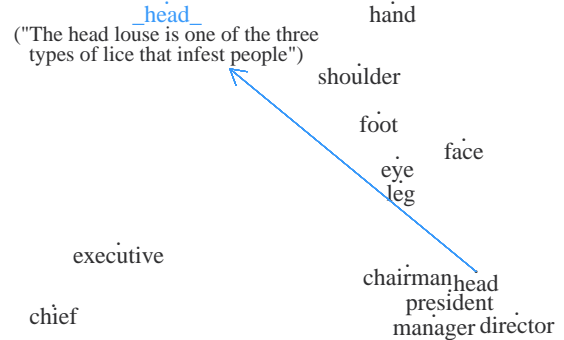 _head_
hand
("The head louse is one of the three
types of lice that infest people")
shoulder
foot
face
eye
leg
executive
chairman
head
president
chief
manager
director